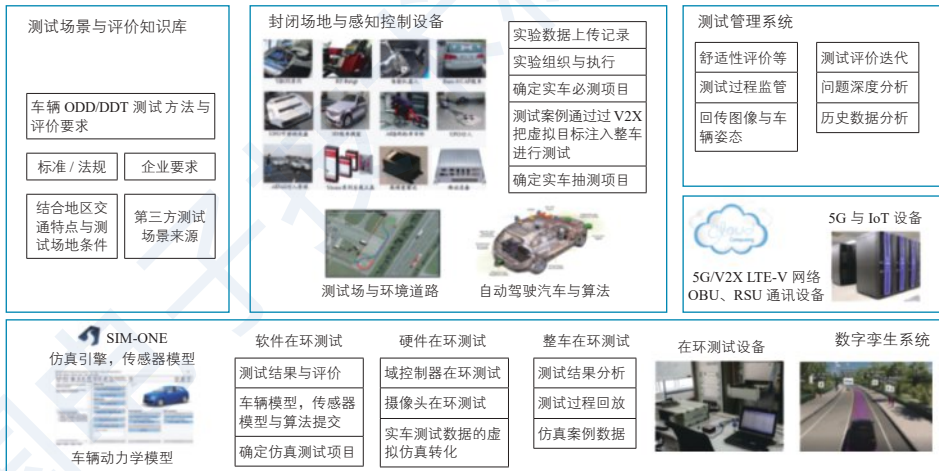 测试场景与评价知识库
车辆 ODD/DDT 测试方法与
评价要求
标准 / 法规
企业要求
结合地区交
通特点与测
试场地条件
第三方测试
场景来源
封闭场地与感知控制设备
实验数据上传记录
实验组织与执行
确定实车必测项目
测试案例通过过 V2X
把虚拟目标注入整车
进行测试
确定实车抽测项目
测试场与环境道路
自动驾驶汽车与算法
测试管理系统
舒适性评价等
测试过程监管
回传图像与车
辆姿态
测试评价迭代
问题深度分析
历史数据分析
5G 与 IoT 设备
5G/V2X LTE-V 网络
OBU、RSU 通讯设备
SIM-ONE
仿真引擎，传感器模型
车辆动力学模型
软件在环测试
测试结果与评价
车辆模型，传感器
模型与算法提交
确定仿真测试项目
硬件在环测试
域控制器在环测试
摄像头在环测试
实车测试数据的虚
拟仿真转化
整车在环测试
测试结果分析
测试过程回放
仿真案例数据
在环测试设备
数字孪生系统